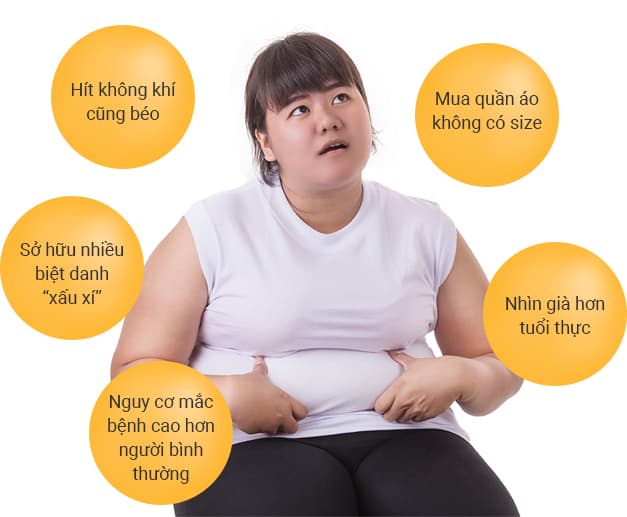 Hít không khí
cũng béo
Mua quần áo
không có size
Sở hữu nhiều
biệt danh
“xấu xí”
Nhìn già hơn
tuổi thực
Nguy cơ mắc
bệnh cao hơn
người bình
thường